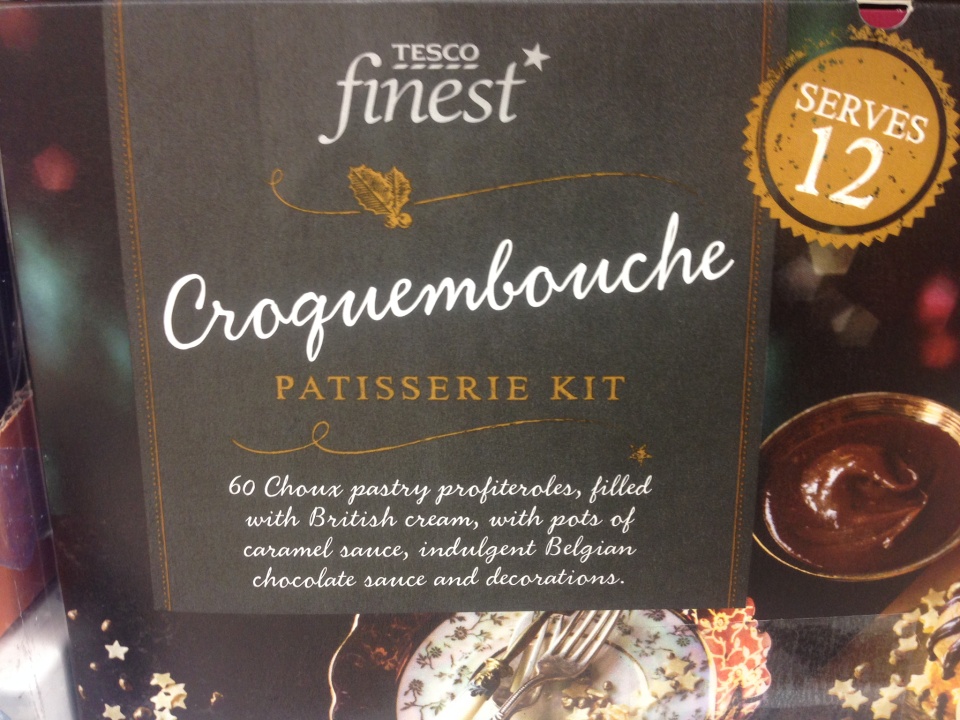 TESCO
finest
SERVES
12
Croquembouche
PATISSERIE KIT
60 Choux pastry profiteroles, filled
with British cream, with pots of
caramel sauce, indulgent Belgian
chocolate sauce and decorations.